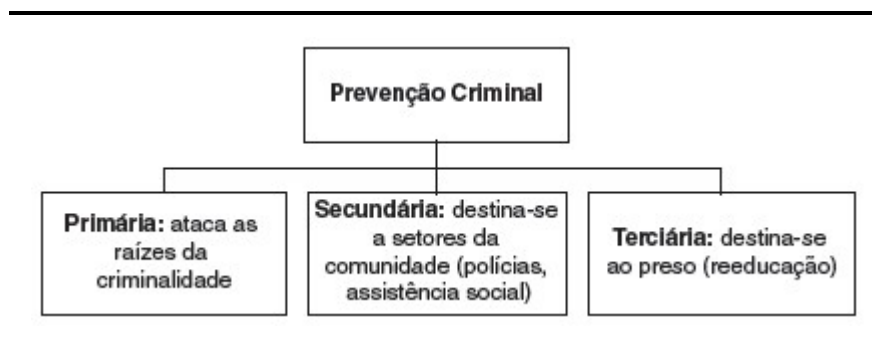 Prevenção Criminal
Primária: ataca as
raízes da
criminalidade
Secundária: destina-se
a setores da
comunidade (polícias,
assistência social)
Terciária: destina-se
ao preso (reeducação)